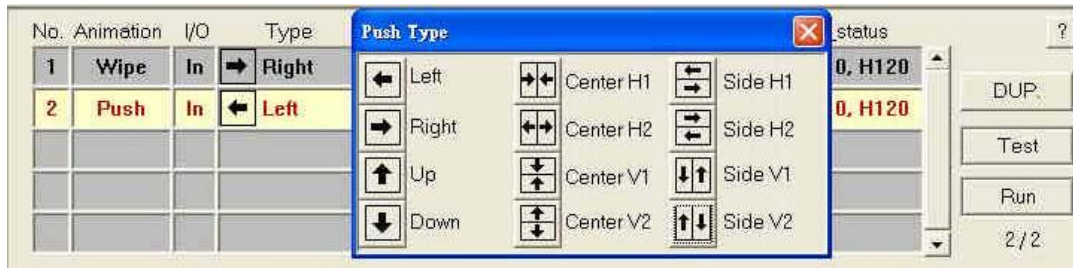 No. Animation I/O Type Push Type _status ?
1 Wipe In Right Left Center H1 Side H1 0, H120
DUP.
2 Push In Left Right Center H2 Side H2 0, H120
Test
Up Center V1 Side V1
Run
Down Center V2 Side V2
2/2